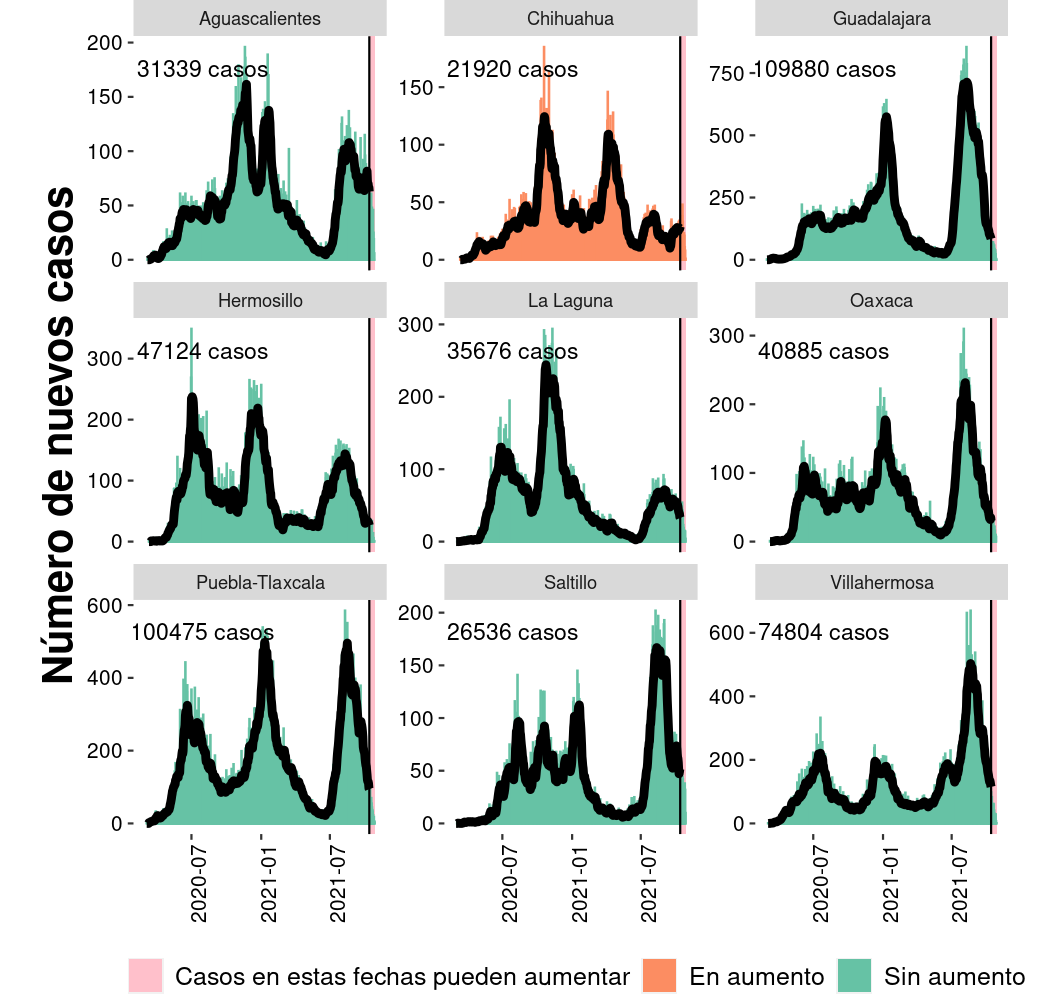 Número de nuevos casos
Aguascalientes
Chihuahua
Guadalajara
200
150
100
50
0
31339 casos
150
100
50
0
21920 casos
750
500
250
0
109880 casos
Hermosillo
La Laguna
Oaxaca
300
200
100
0
47124 casos
300
200
100
0
35676 casos
300
200
100
0
40885 casos
Puebla-Tlaxcala
Saltillo
Villahermosa
600
400
200
0
100475 casos
200
150
100
50
0
26536 casos
600
400
200
0
74804 casos
2020-07
2021-01
2021-07
2020-07
2021-01
2021-07
2020-07
2021-01
2021-07
Casos en estas fechas pueden aumentar
En aumento
Sin aumento